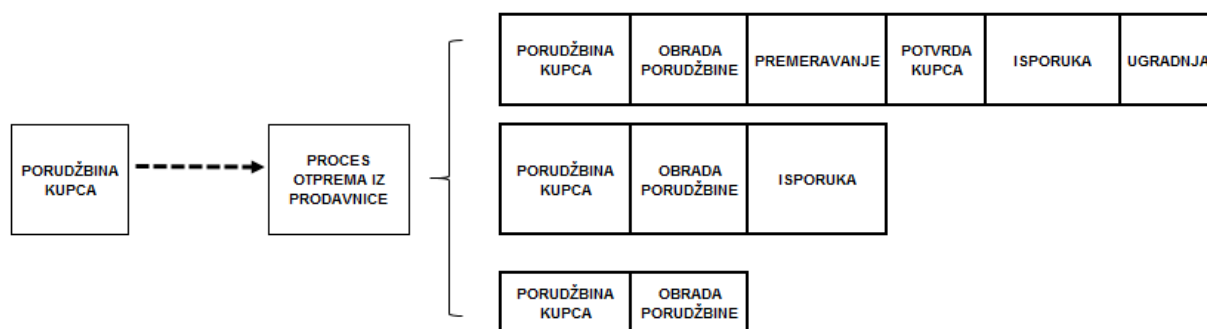 PORUDŽBINA
KUPCA
PROCES
OTPREMA IZ
PRODAVNICE
PORUDŽBINA
KUPCA
OBRADA
PORUDŽBINE
PREMERAVANJE
POTVRDA
KUPCA
ISPORUKA
UGRADNJA
PORUDŽBINA
KUPCA
OBRADA
PORUDŽBINE
ISPORUKA
PORUDŽBINA
KUPCA
OBRADA
PORUDŽBINE